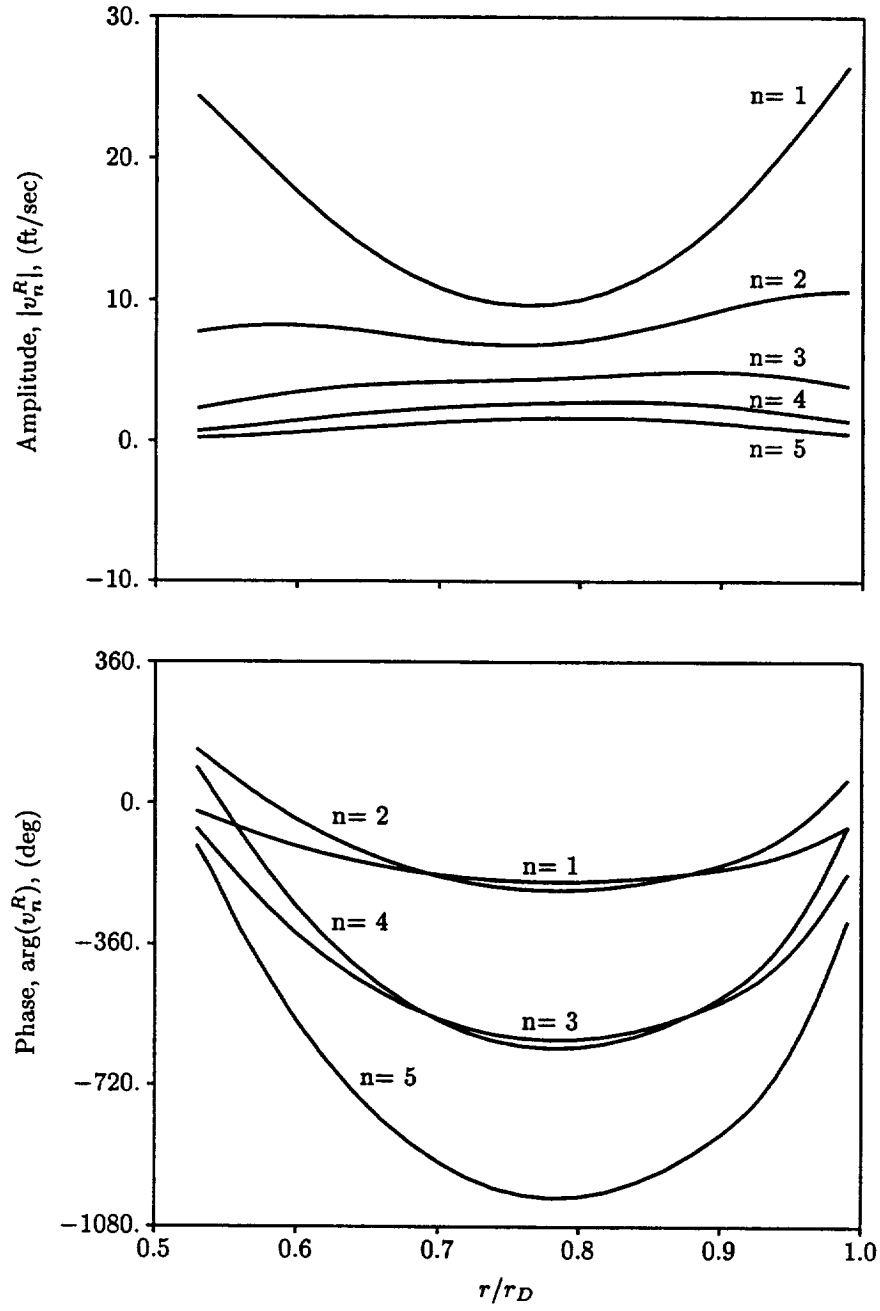 30.
20.
10.
0.
−10.
Amplitude, |v_n^R|, (ft/sec)
n= 1
n= 2
n= 3
n= 4
n= 5
360.
0.
−360.
−720.
−1080.
Phase, arg(v_n^R), (deg)
n= 2
n= 1
n= 4
n= 3
n= 5
0.5 0.6 0.7 0.8 0.9 1.0
r/r_D